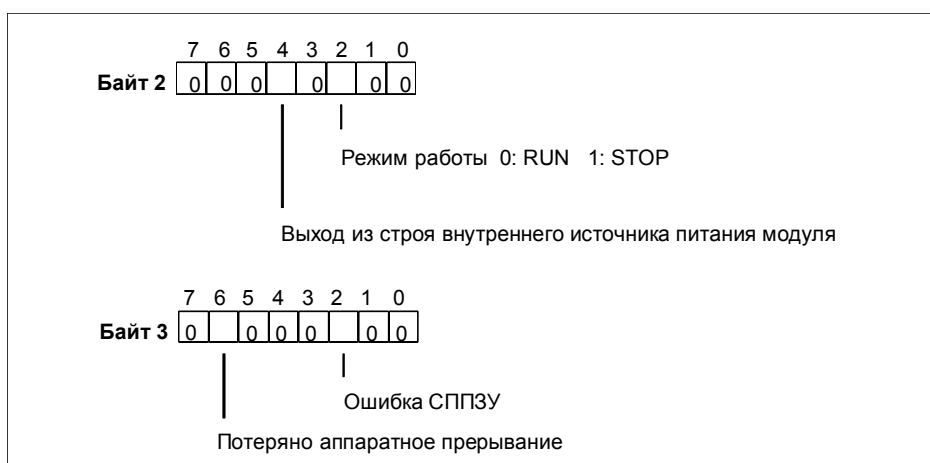 7 6 5 4 3 2 1 0
Байт 2 0 0 0 0 0 0
Режим работы 0: RUN 1: STOP
Выход из строя внутреннего источника питания модуля
7 6 5 4 3 2 1 0
Байт 3 0 0 0 0 0 0
Ошибка СППЗУ
Потеряно аппаратное прерывание